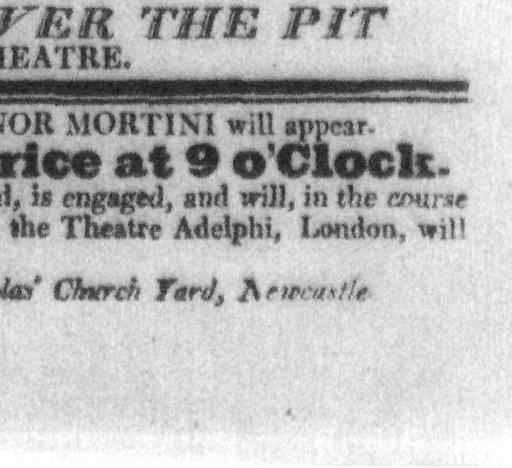 VER THE PIT
HEATRE.
NOR MORTINI will appear.
rice at 9 o'Clock.
d, is engaged, and will, in the course
the Theatre Adelphi, London, will
las' Church Yard, Newcastle